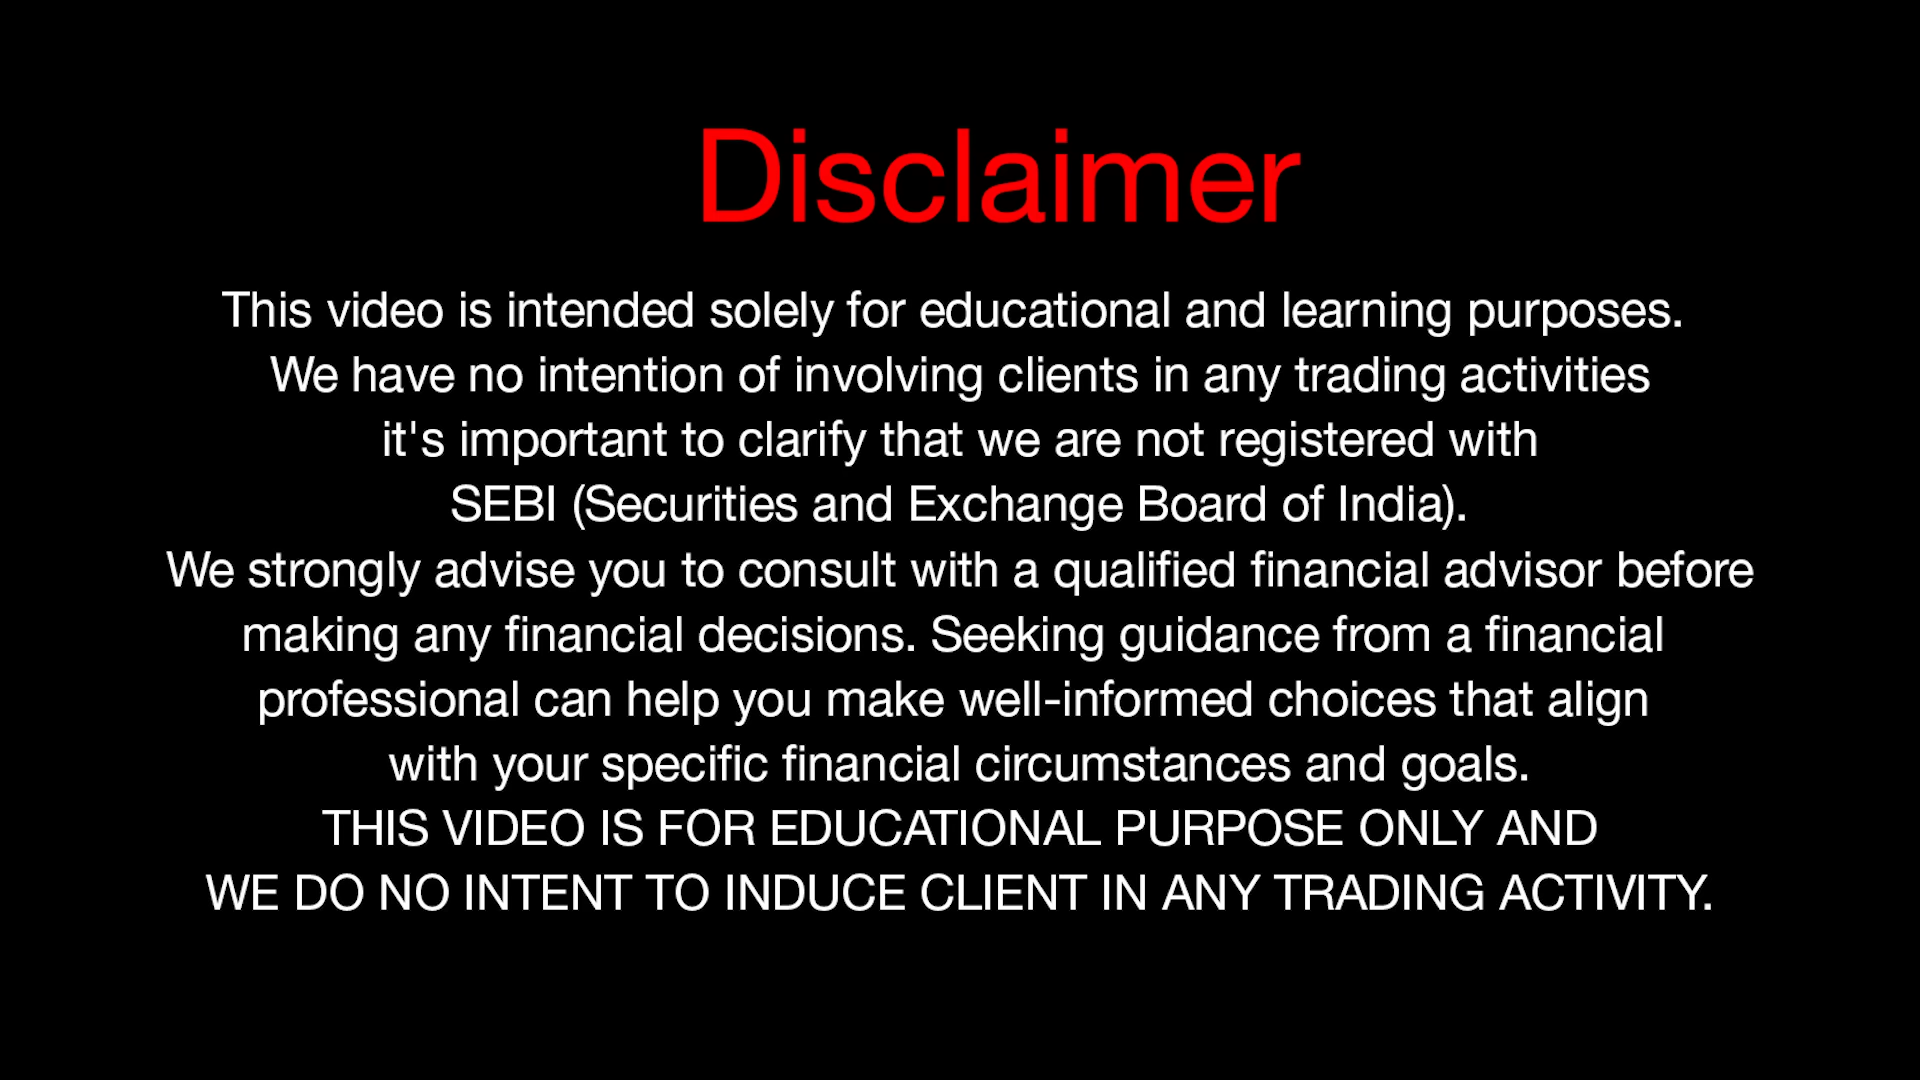 Disclaimer
This video is intended solely for educational and learning purposes.
We have no intention of involving clients in any trading activities
it's important to clarify that we are not registered with
SEBI (Securities and Exchange Board of India).
We strongly advise you to consult with a qualified financial advisor before
making any financial decisions. Seeking guidance from a financial
professional can help you make well-informed choices that align
with your specific financial circumstances and goals.
THIS VIDEO IS FOR EDUCATIONAL PURPOSE ONLY AND
WE DO NO INTENT TO INDUCE CLIENT IN ANY TRADING ACTIVITY.